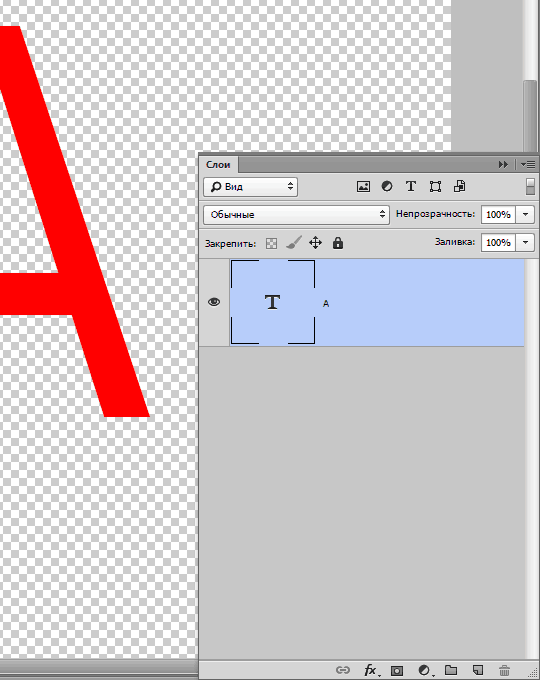 A
Слои
Вид
T
Обычные
Непрозрачность: 100%
Закрепить:
Заливка: 100%
T
A
fx